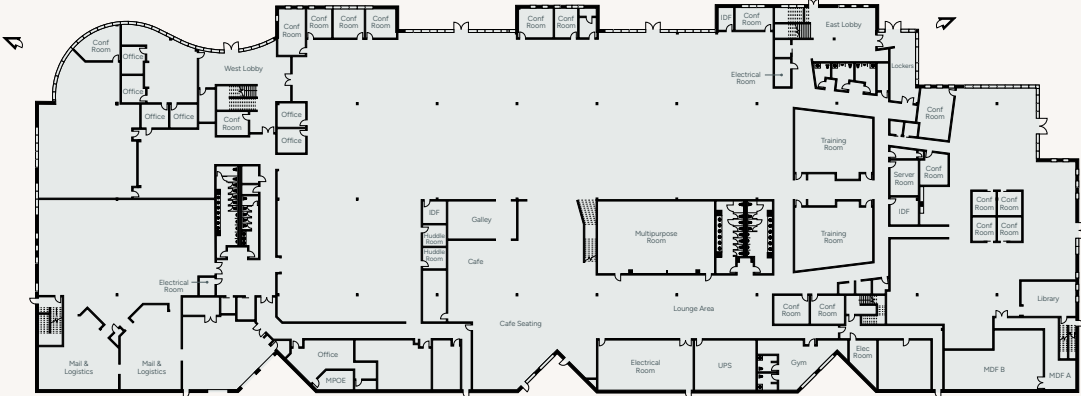 Conf
Room
Conf
Room
Conf
Room
Conf
Room
Conf
Room
Conf
Room
IDF
Conf
Room
East Lobby
Conf
Room
Office
Office
West Lobby
Electrical
Room
Lockers
Office
Office
Conf
Room
Office
Office
Conf
Room
Training
Room
Server
Room
Conf
Room
IDF
Galley
Huddle
Room
Huddle
Room
Cafe
Multipurpose
Room
Training
Room
IDF
Conf
Room
Conf
Room
Conf
Room
Conf
Room
Electrical
Room
Library
Lounge Area
Conf
Room
Conf
Room
Cafe Seating
Mail &
Logistics
Mail &
Logistics
Office
MPOE
Electrical
Room
UPS
Gym
Elec
Room
MDF B
MDF A